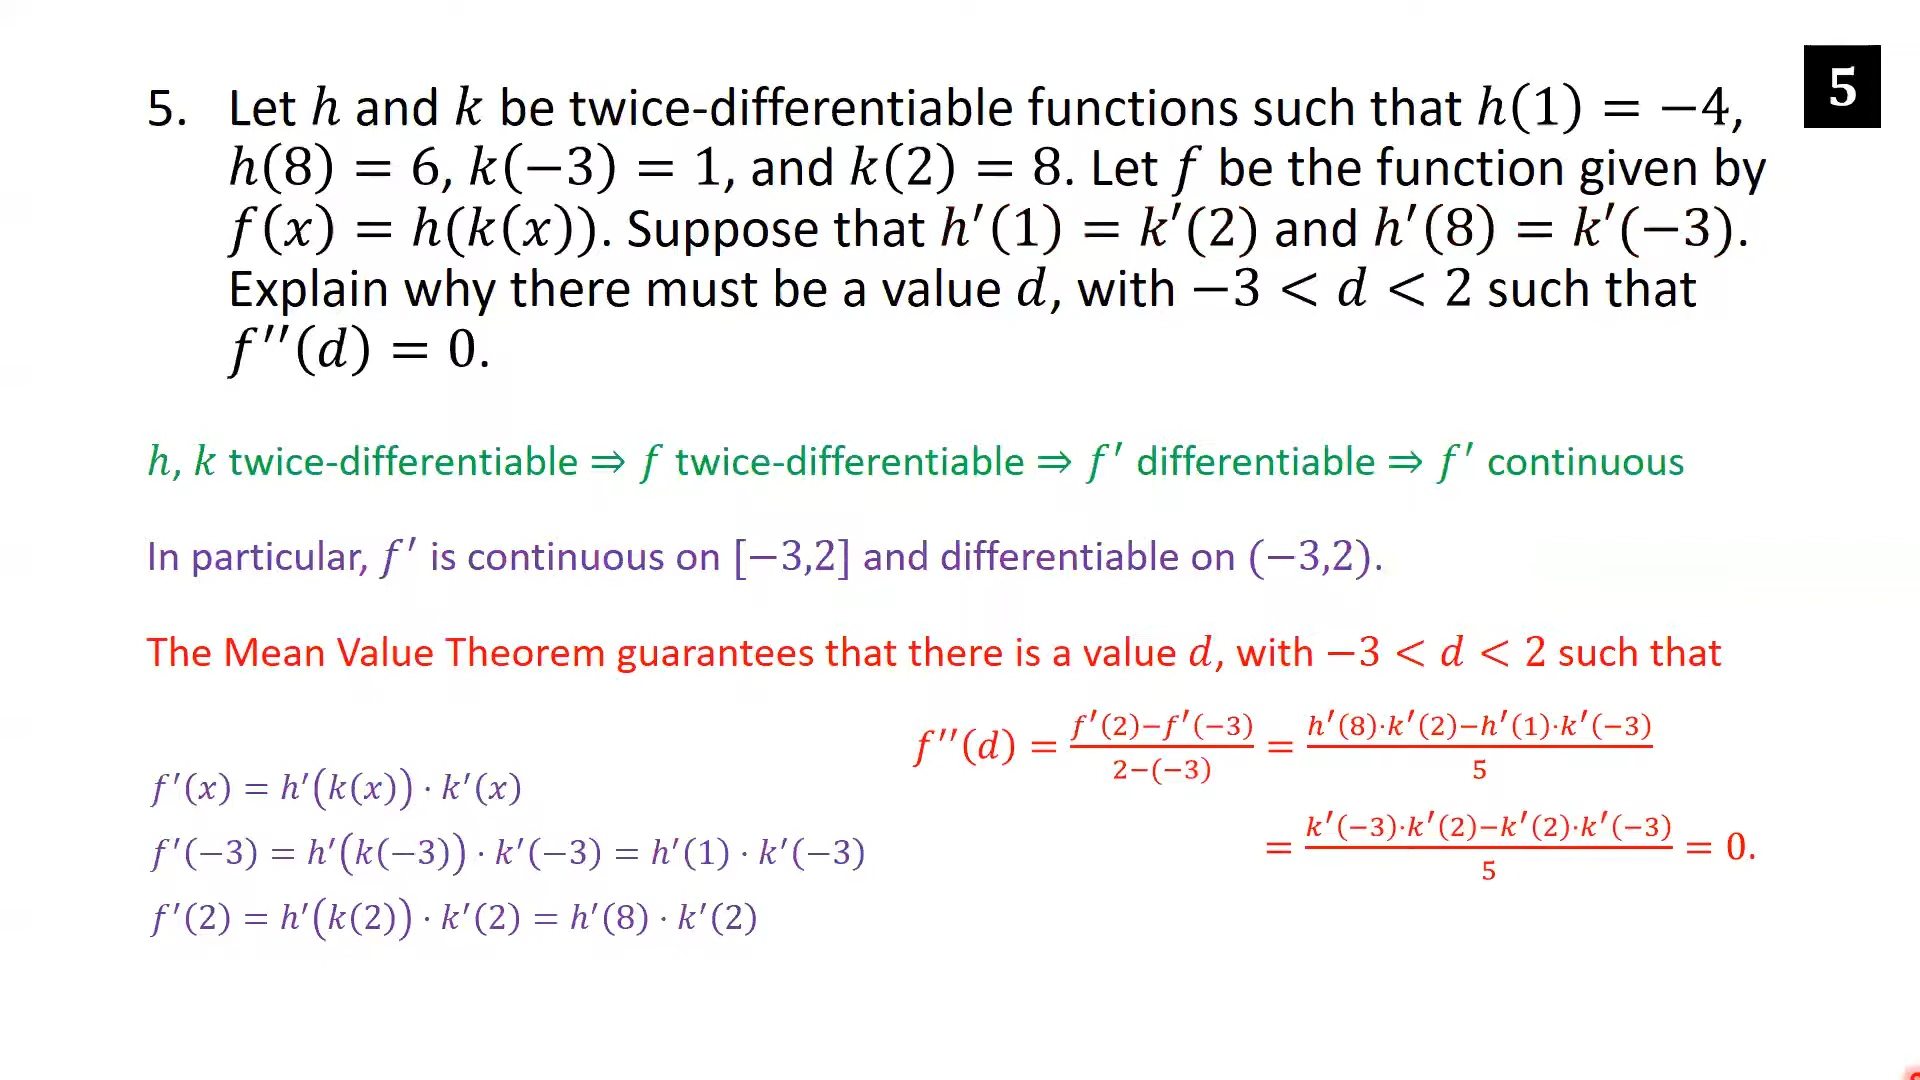 5
5. Let h and k be twice-differentiable functions such that h(1) = −4,
h(8) = 6, k(−3) = 1, and k(2) = 8. Let f be the function given by
f(x) = h(k(x)). Suppose that h′(1) = k′(2) and h′(8) = k′(−3).
Explain why there must be a value d, with −3 < d < 2 such that
f′′(d) = 0.
h, k twice-differentiable ⇒ f twice-differentiable ⇒ f′ differentiable ⇒ f′ continuous
In particular, f′ is continuous on [−3,2] and differentiable on (−3,2).
The Mean Value Theorem guarantees that there is a value d, with −3 < d < 2 such that
f′′(d) = (f′(2)−f′(−3))/(2−(−3)) = (h′(8)·k′(2)−h′(1)·k′(−3))/5
= (k′(−3)·k′(2)−k′(2)·k′(−3))/5 = 0.
f′(x) = h′(k(x)) · k′(x)
f′(−3) = h′(k(−3)) · k′(−3) = h′(1) · k′(−3)
f′(2) = h′(k(2)) · k′(2) = h′(8) · k′(2)